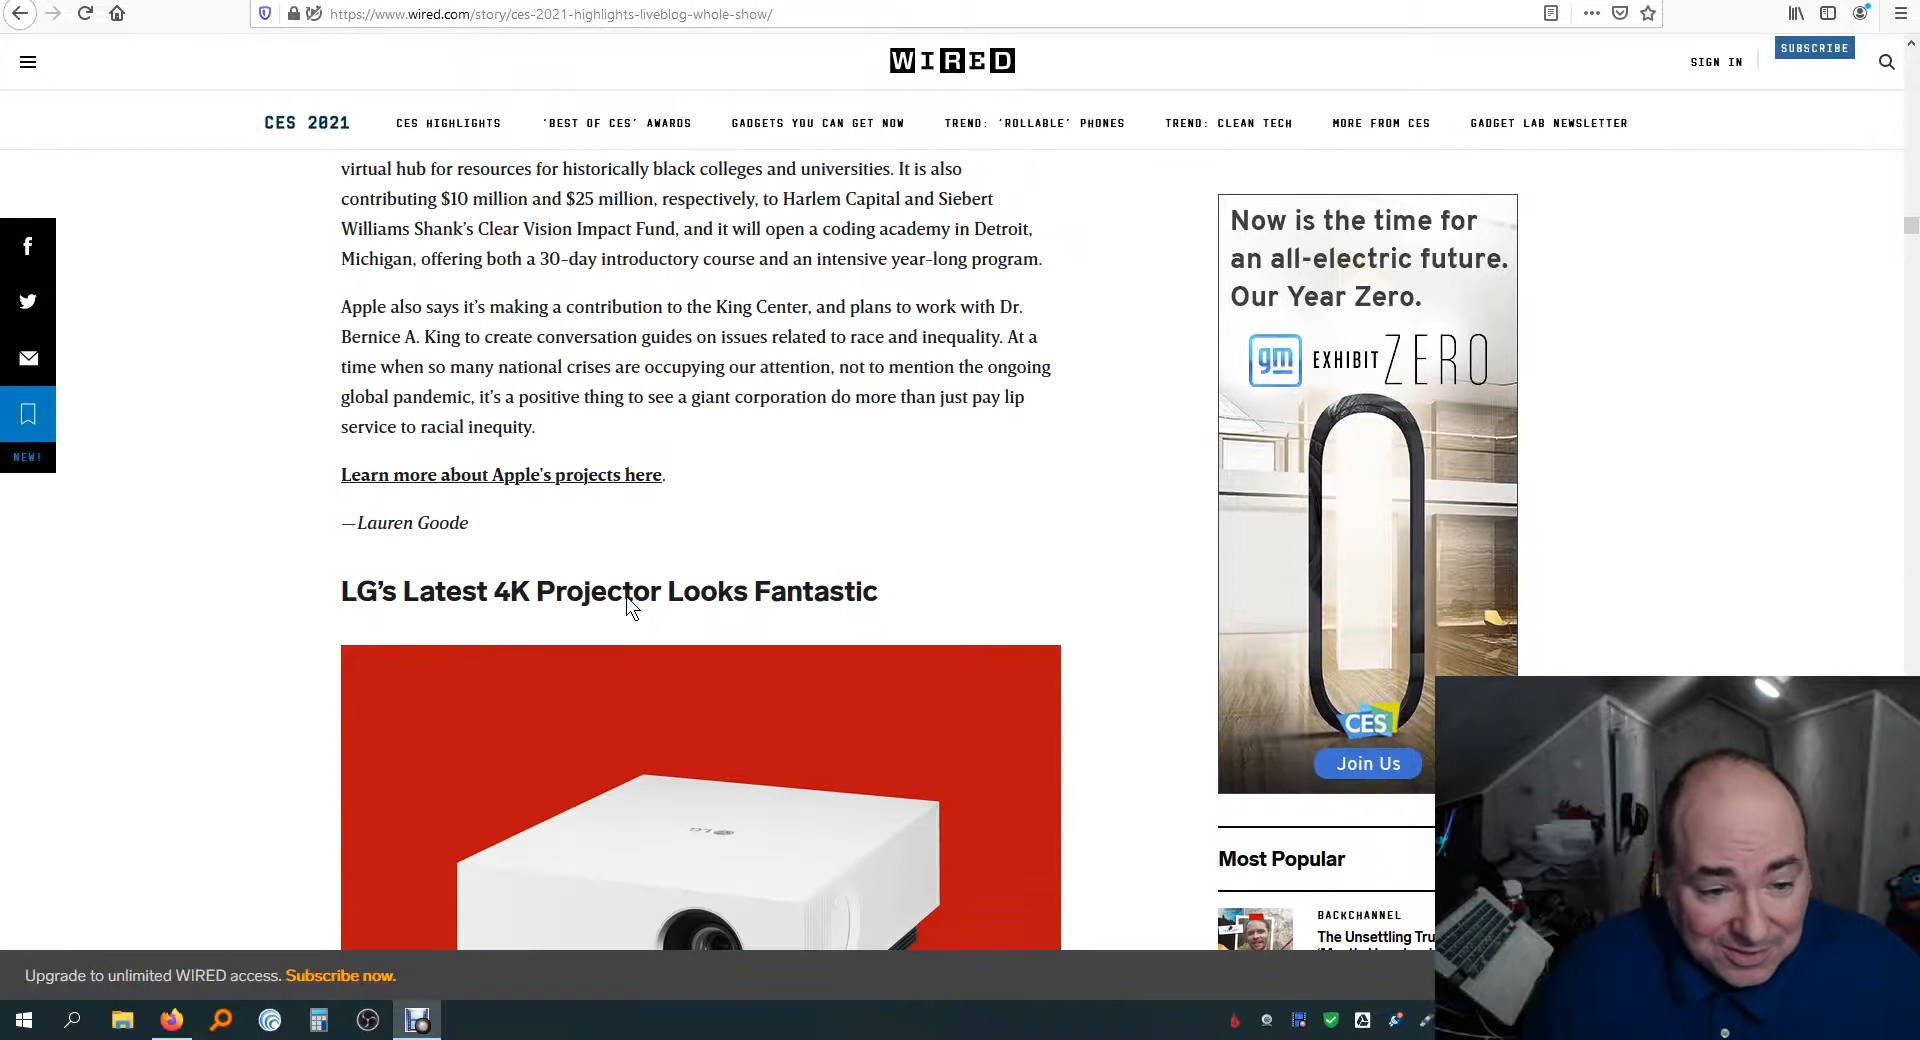 https://www.wired.com/story/ces-2021-highlights-liveblog-whole-show/
WIRED
SIGN IN
SUBSCRIBE
CES 2021
CES HIGHLIGHTS
'BEST OF CES' AWARDS
GADGETS YOU CAN GET NOW
TREND: 'ROLLABLE' PHONES
TREND: CLEAN TECH
MORE FROM CES
GADGET LAB NEWSLETTER
virtual hub for resources for historically black colleges and universities. It is also
contributing $10 million and $25 million, respectively, to Harlem Capital and Siebert
Williams Shank's Clear Vision Impact Fund, and it will open a coding academy in Detroit,
Michigan, offering both a 30-day introductory course and an intensive year-long program.
Apple also says it's making a contribution to the King Center, and plans to work with Dr.
Bernice A. King to create conversation guides on issues related to race and inequality. At a
time when so many national crises are occupying our attention, not to mention the ongoing
global pandemic, it's a positive thing to see a giant corporation do more than just pay lip
service to racial inequity.
Learn more about Apple's projects here.
—Lauren Goode
LG's Latest 4K Projector Looks Fantastic
LG
NEW!
Now is the time for
an all-electric future.
Our Year Zero.
gm EXHIBIT ZERO
CES
Join Us
Most Popular
BACKCHANNEL
The Unsettling Tru
Upgrade to unlimited WIRED access. Subscribe now.